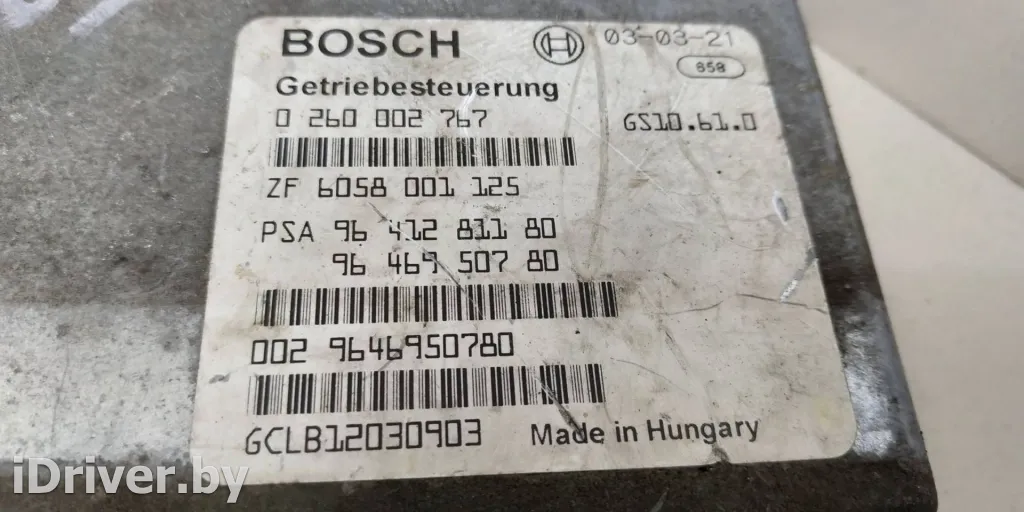 BOSCH 03-03-21
858
Getriebesteuerung
0 260 002 767 GS10.61.0
ZF 6058 001 125
PSA 96 412 811 80
96 469 507 80
002 9646950780
GCLB12030903 Made in Hungary
iDriver.by